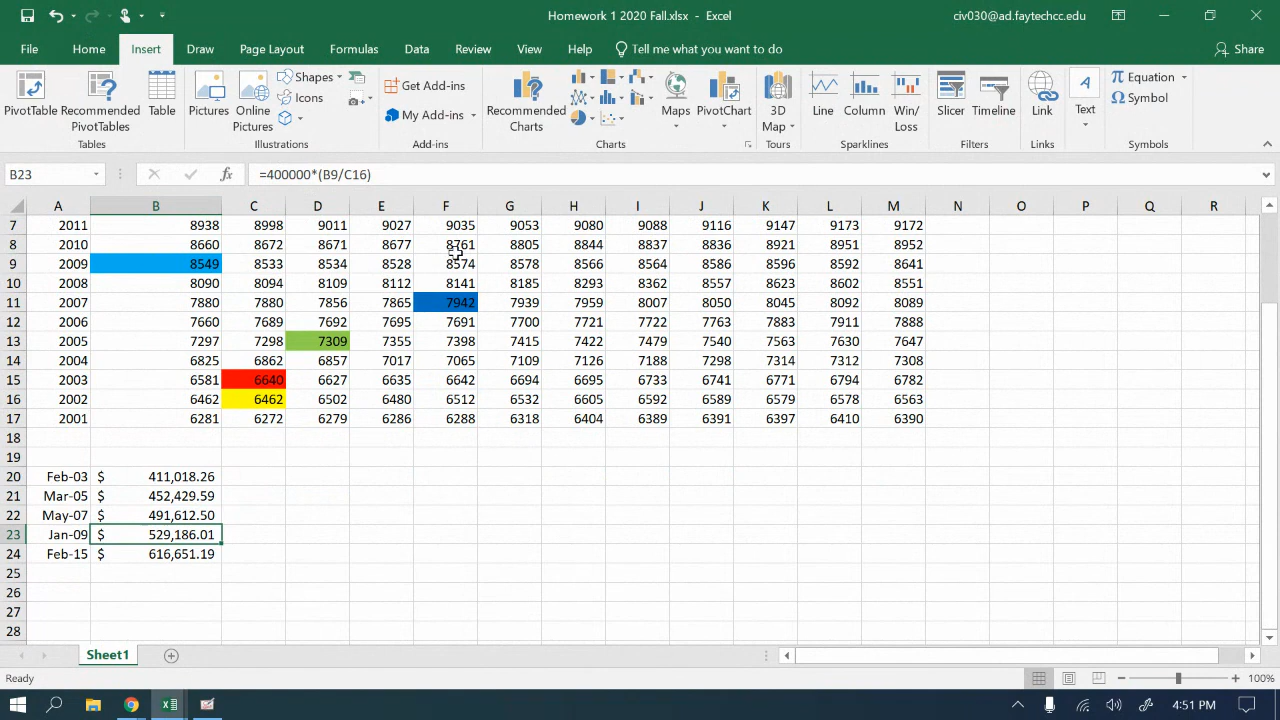 Homework 1 2020 Fall.xlsx - Excel
civ030@ad.faytechcc.edu
File Home Insert Draw Page Layout Formulas Data Review View Help Tell me what you want to do Share
PivotTable Recommended PivotTables Table
Tables
Pictures Online Pictures Shapes Icons
Illustrations
Get Add-ins
My Add-ins
Add-ins
Recommended Charts Maps PivotChart
Charts
3D Map
Tours
Line Column Win/ Loss
Sparklines
Slicer Timeline
Filters
Link
Links
Text
Equation
Symbol
Symbols
B23 fx =400000*(B9/C16)
A B C D E F G H I J K L M N O P Q R
7 2011 8938 8998 9011 9027 9035 9053 9080 9088 9116 9147 9173 9172
8 2010 8660 8672 8671 8677 8761 8805 8844 8837 8836 8921 8951 8952
9 2009 8549 8533 8534 8528 8574 8578 8566 8564 8586 8596 8592 8641
10 2008 8090 8094 8109 8112 8141 8185 8293 8362 8557 8623 8602 8551
11 2007 7880 7880 7856 7865 7942 7939 7959 8007 8050 8045 8092 8089
12 2006 7660 7689 7692 7695 7691 7700 7721 7722 7763 7883 7911 7888
13 2005 7297 7298 7309 7355 7398 7415 7422 7479 7540 7563 7630 7647
14 2004 6825 6862 6857 7017 7065 7109 7126 7188 7298 7314 7312 7308
15 2003 6581 6640 6627 6635 6642 6694 6695 6733 6741 6771 6794 6782
16 2002 6462 6462 6502 6480 6512 6532 6605 6592 6589 6579 6578 6563
17 2001 6281 6272 6279 6286 6288 6318 6404 6389 6391 6397 6410 6390
18
19
20 Feb-03 $ 411,018.26
21 Mar-05 $ 452,429.59
22 May-07 $ 491,612.50
23 Jan-09 $ 529,186.01
24 Feb-15 $ 616,651.19
25
26
27
28
Sheet1
Ready 100%
4:51 PM